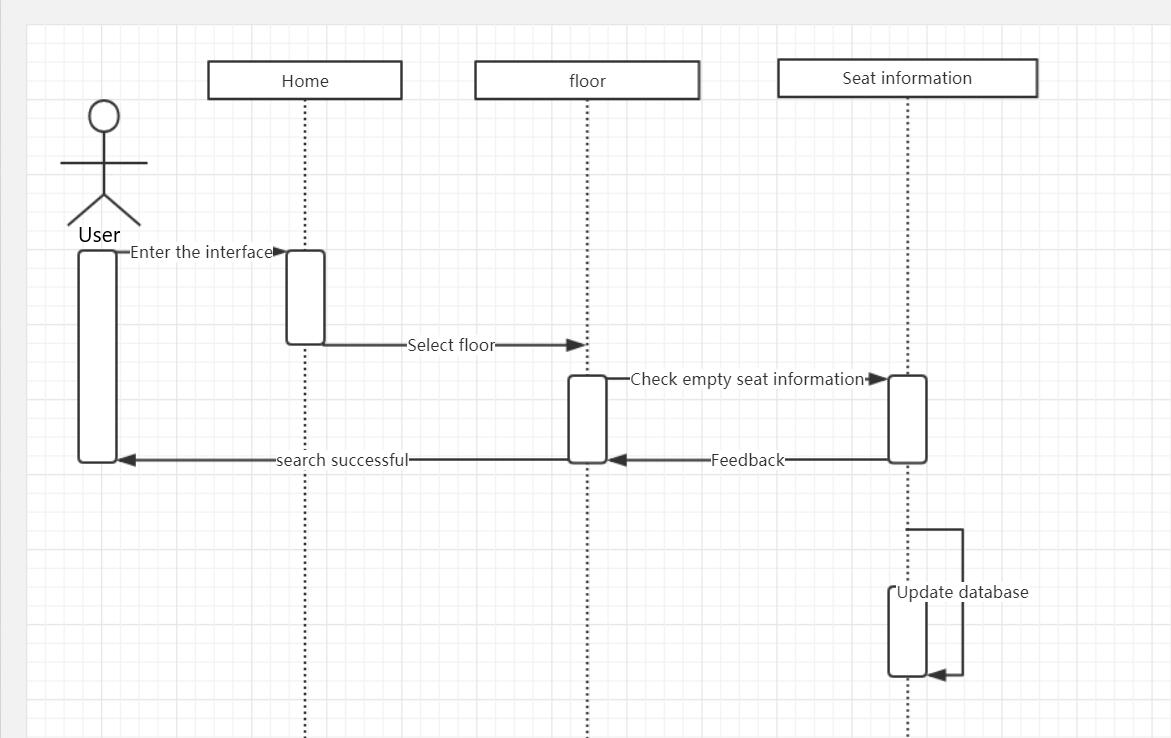 Home
floor
Seat information
User
Enter the interface
Select floor
Check empty seat information
search successful
Feedback
Update database